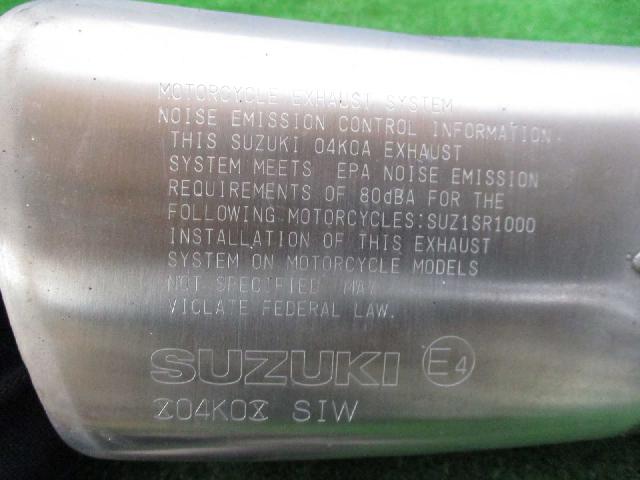 MOTORCYCLE EXHAUST SYSTEM
NOISE EMISSION CONTROL INFORMATION.
THIS SUZUKI 04K0A EXHAUST
SYSTEM MEETS EPA NOISE EMISSION
REQUIREMENTS OF 80dBA FOR THE
FOLLOWING MOTORCYCLES:SUZ1SR1000
INSTALLATION OF THIS EXHAUST
SYSTEM ON MOTORCYCLE MODELS
NOT SPECIFIED MAY
VIOLATE FEDERAL LAW.
SUZUKI E4
04K0 SIW